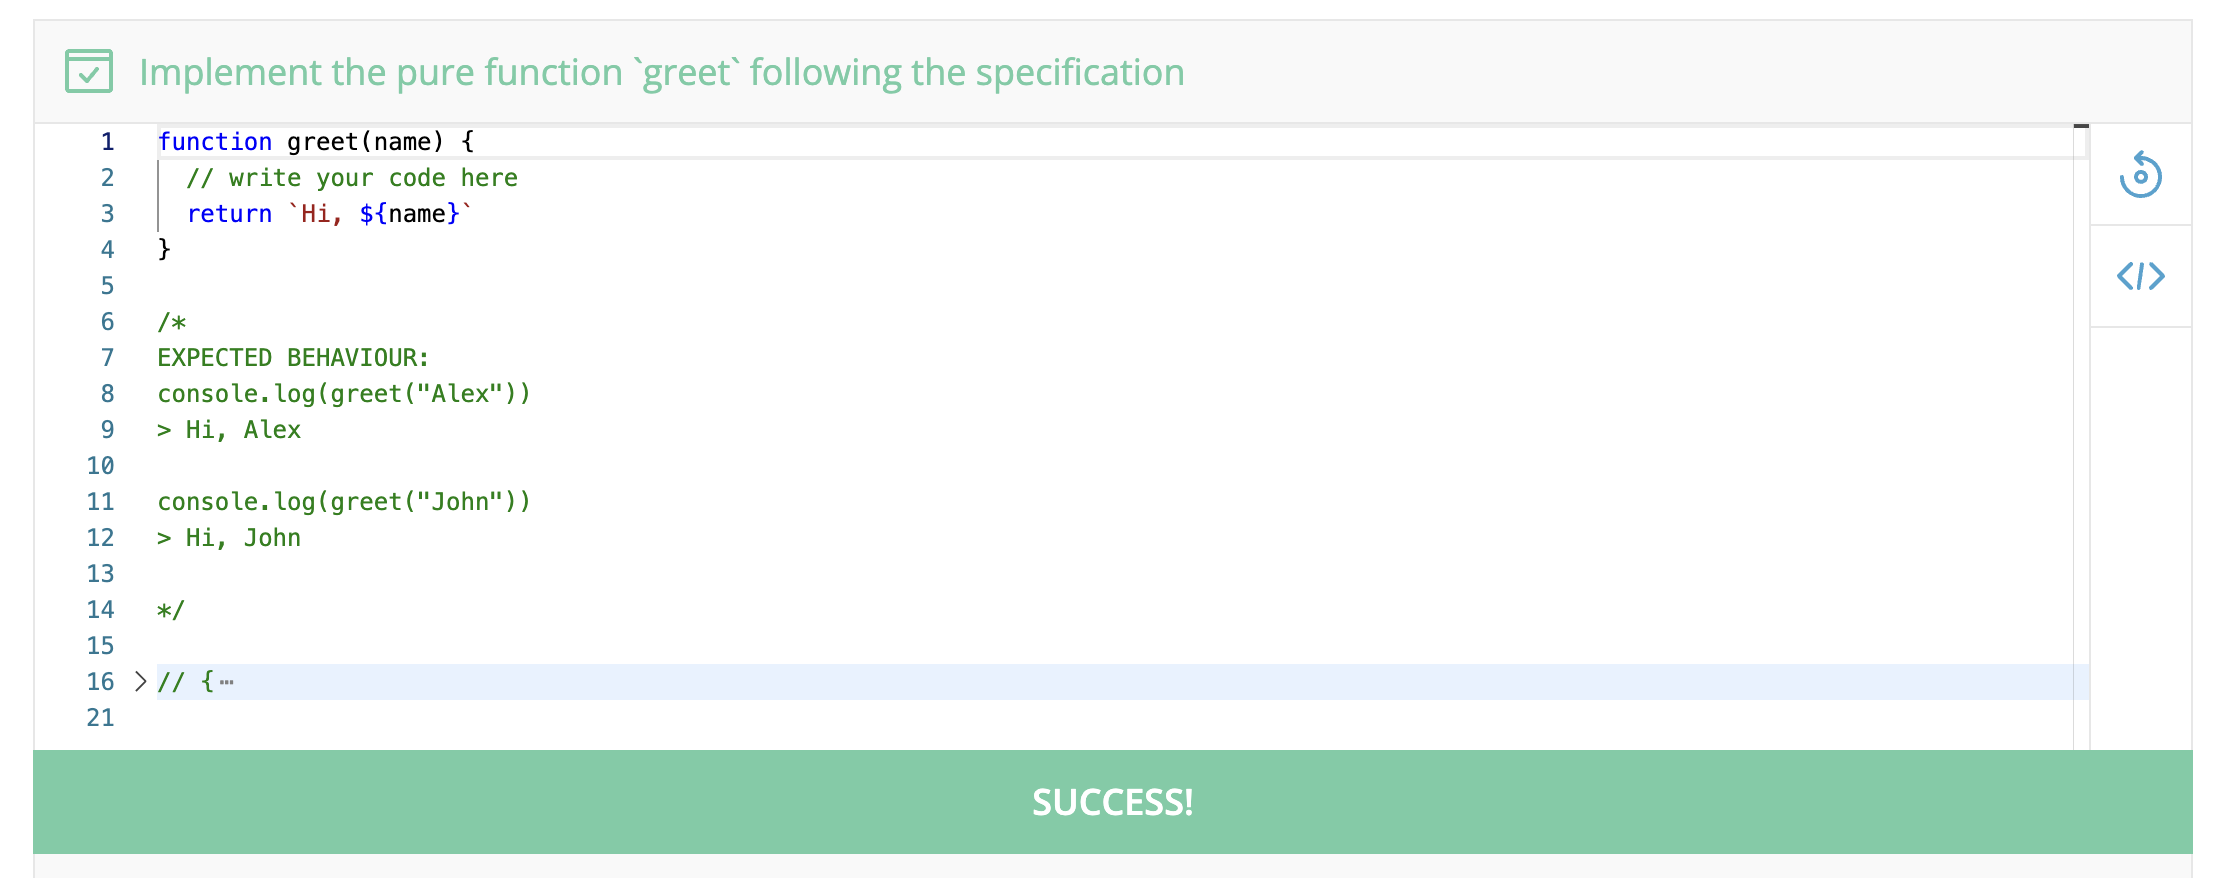 Implement the pure function `greet` following the specification
1 function greet(name) {
2 // write your code here
3 return `Hi, ${name}`
4 }
5
6 /*
7 EXPECTED BEHAVIOUR:
8 console.log(greet("Alex"))
9 > Hi, Alex
10
11 console.log(greet("John"))
12 > Hi, John
13
14 */
15
16 // {⋯
21
</>
SUCCESS!